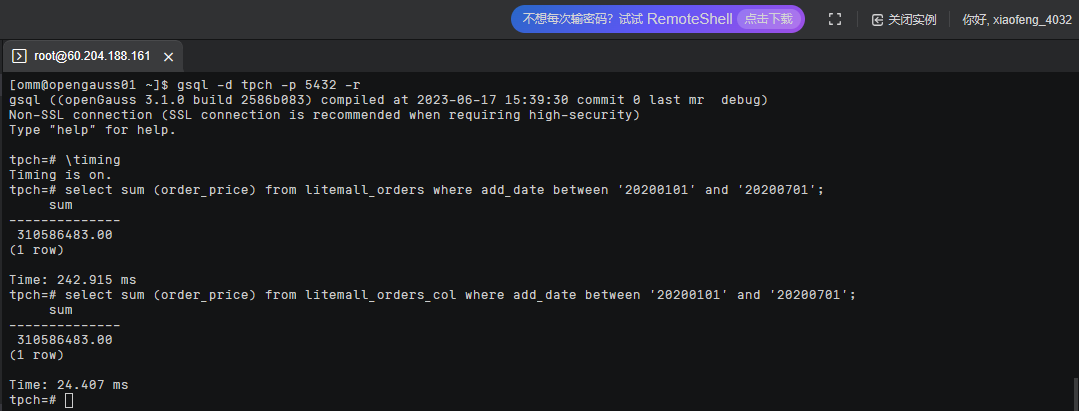 不想每次输密码？试试 RemoteShell 点击下载
关闭实例
你好, xiaofeng_4032
root@60.204.188.161
[omm@opengauss01 ~]$ gsql -d tpch -p 5432 -r
gsql ((openGauss 3.1.0 build 2586b083) compiled at 2023-06-17 15:39:30 commit 0 last mr  debug)
Non-SSL connection (SSL connection is recommended when requiring high-security)
Type "help" for help.
tpch=# \timing
Timing is on.
tpch=# select sum (order_price) from litemall_orders where add_date between '20200101' and '20200701';
sum
--------------
310586483.00
(1 row)
Time: 242.915 ms
tpch=# select sum (order_price) from litemall_orders_col where add_date between '20200101' and '20200701';
sum
--------------
310586483.00
(1 row)
Time: 24.407 ms
tpch=#